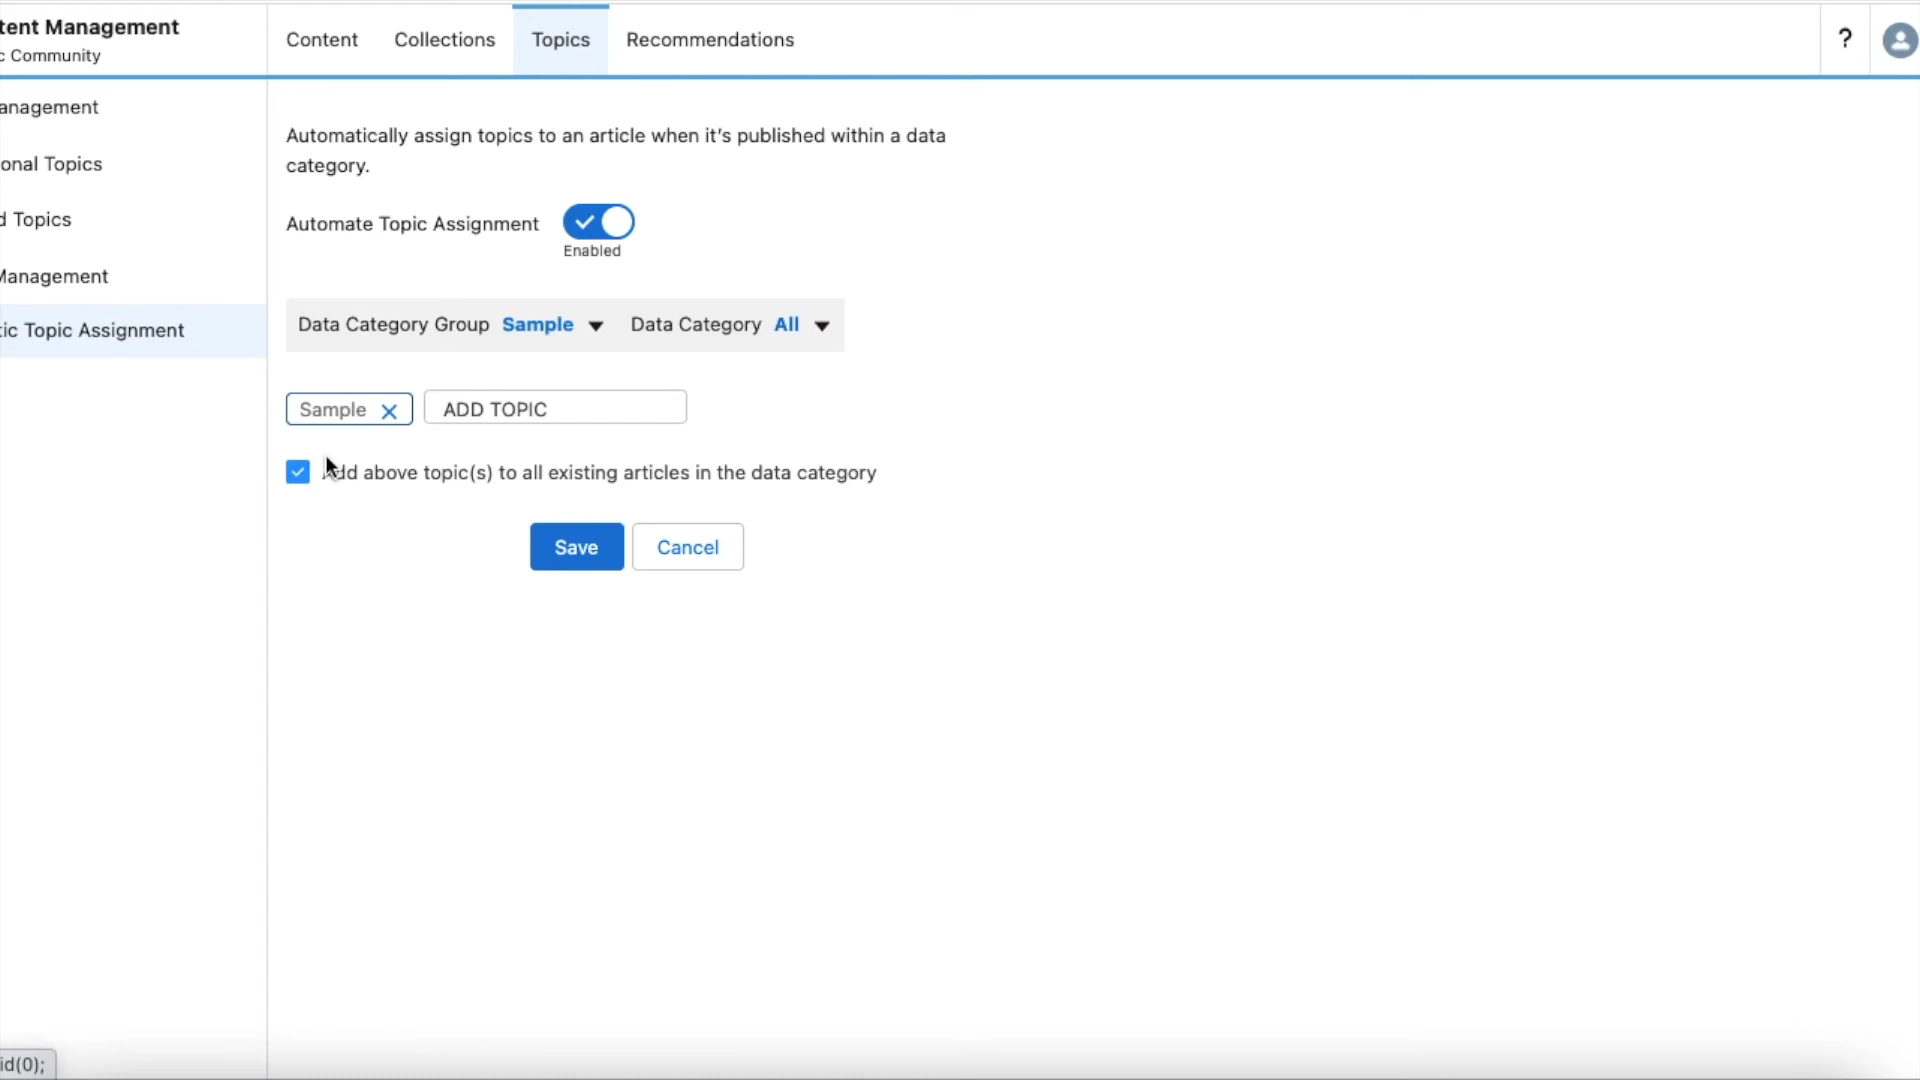 tent Management
c Community
Content
Collections
Topics
Recommendations
?
anagement
onal Topics
d Topics
Management
tic Topic Assignment
Automatically assign topics to an article when it's published within a data
category.
Automate Topic Assignment
Enabled
Data Category Group Sample Data Category All
Sample
ADD TOPIC
dd above topic(s) to all existing articles in the data category
Save
Cancel
id(0);